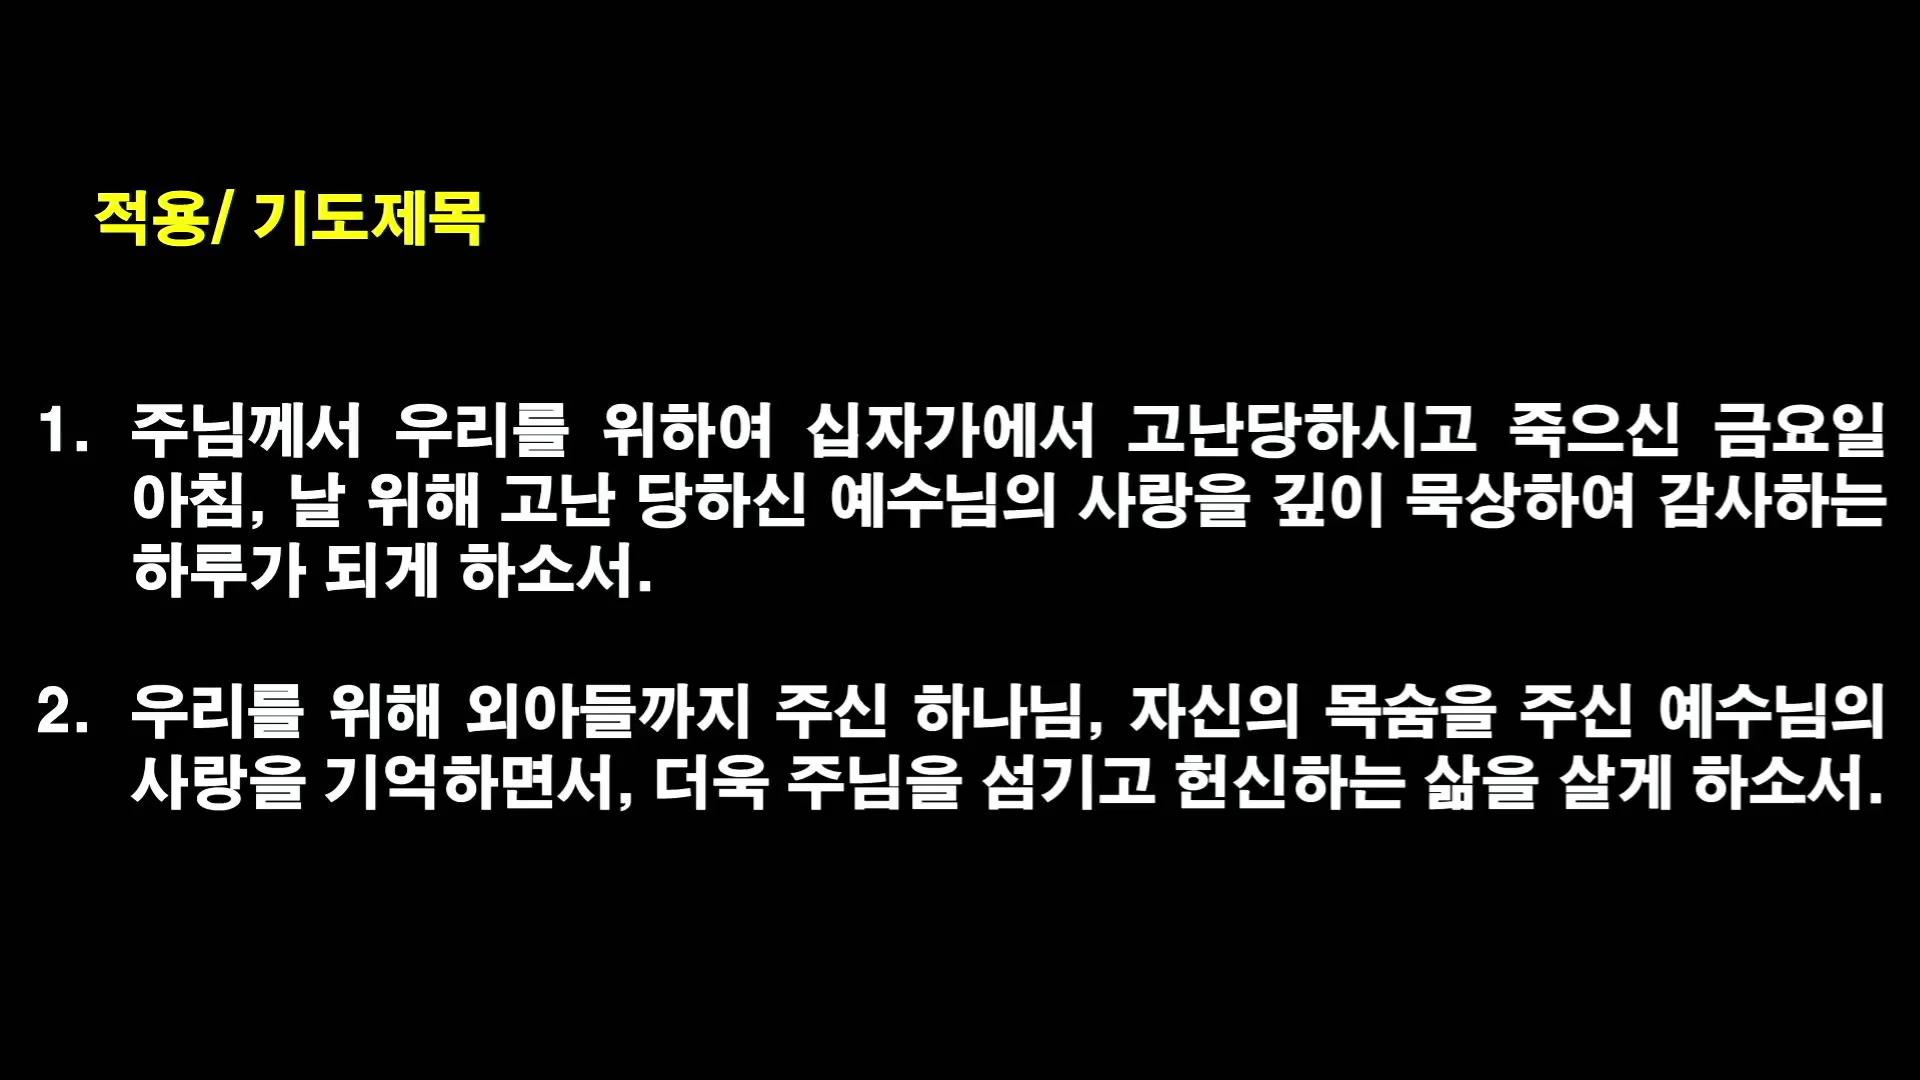 적용/ 기도제목
1. 주님께서 우리를 위하여 십자가에서 고난당하시고 죽으신 금요일
아침, 날 위해 고난 당하신 예수님의 사랑을 깊이 묵상하여 감사하는
하루가 되게 하소서.
2. 우리를 위해 외아들까지 주신 하나님, 자신의 목숨을 주신 예수님의
사랑을 기억하면서, 더욱 주님을 섬기고 헌신하는 삶을 살게 하소서.